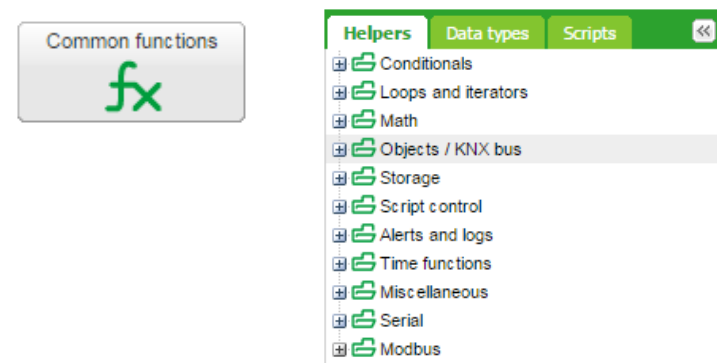 Common functions
fx
Helpers Data types Scripts
Conditionals
Loops and iterators
Math
Objects / KNX bus
Storage
Script control
Alerts and logs
Time functions
Miscellaneous
Serial
Modbus